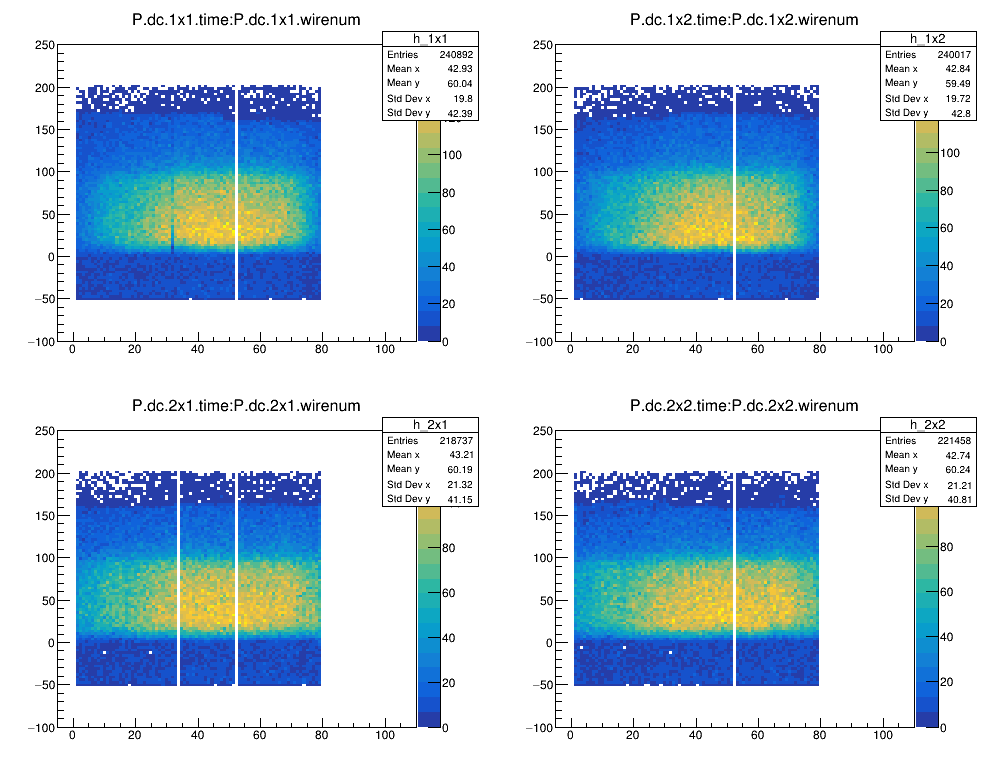 P.dc.1x1.time:P.dc.1x1.wirenum
h_1x1
Entries 240892
Mean x 42.93
Mean y 60.04
Std Dev x 19.8
Std Dev y 42.39
250
200
150
100
50
0
−50
−100
0 20 40 60 80 100
100
80
60
40
20
0
P.dc.1x2.time:P.dc.1x2.wirenum
h_1x2
Entries 240017
Mean x 42.84
Mean y 59.49
Std Dev x 19.72
Std Dev y 42.8
250
200
150
100
50
0
−50
−100
0 20 40 60 80 100
100
80
60
40
20
0
P.dc.2x1.time:P.dc.2x1.wirenum
h_2x1
Entries 218737
Mean x 43.21
Mean y 60.19
Std Dev x 21.32
Std Dev y 41.15
250
200
150
100
50
0
−50
−100
0 20 40 60 80 100
80
60
40
20
0
P.dc.2x2.time:P.dc.2x2.wirenum
h_2x2
Entries 221458
Mean x 42.74
Mean y 60.24
Std Dev x 21.21
Std Dev y 40.81
250
200
150
100
50
0
−50
−100
0 20 40 60 80 100
80
60
40
20
0